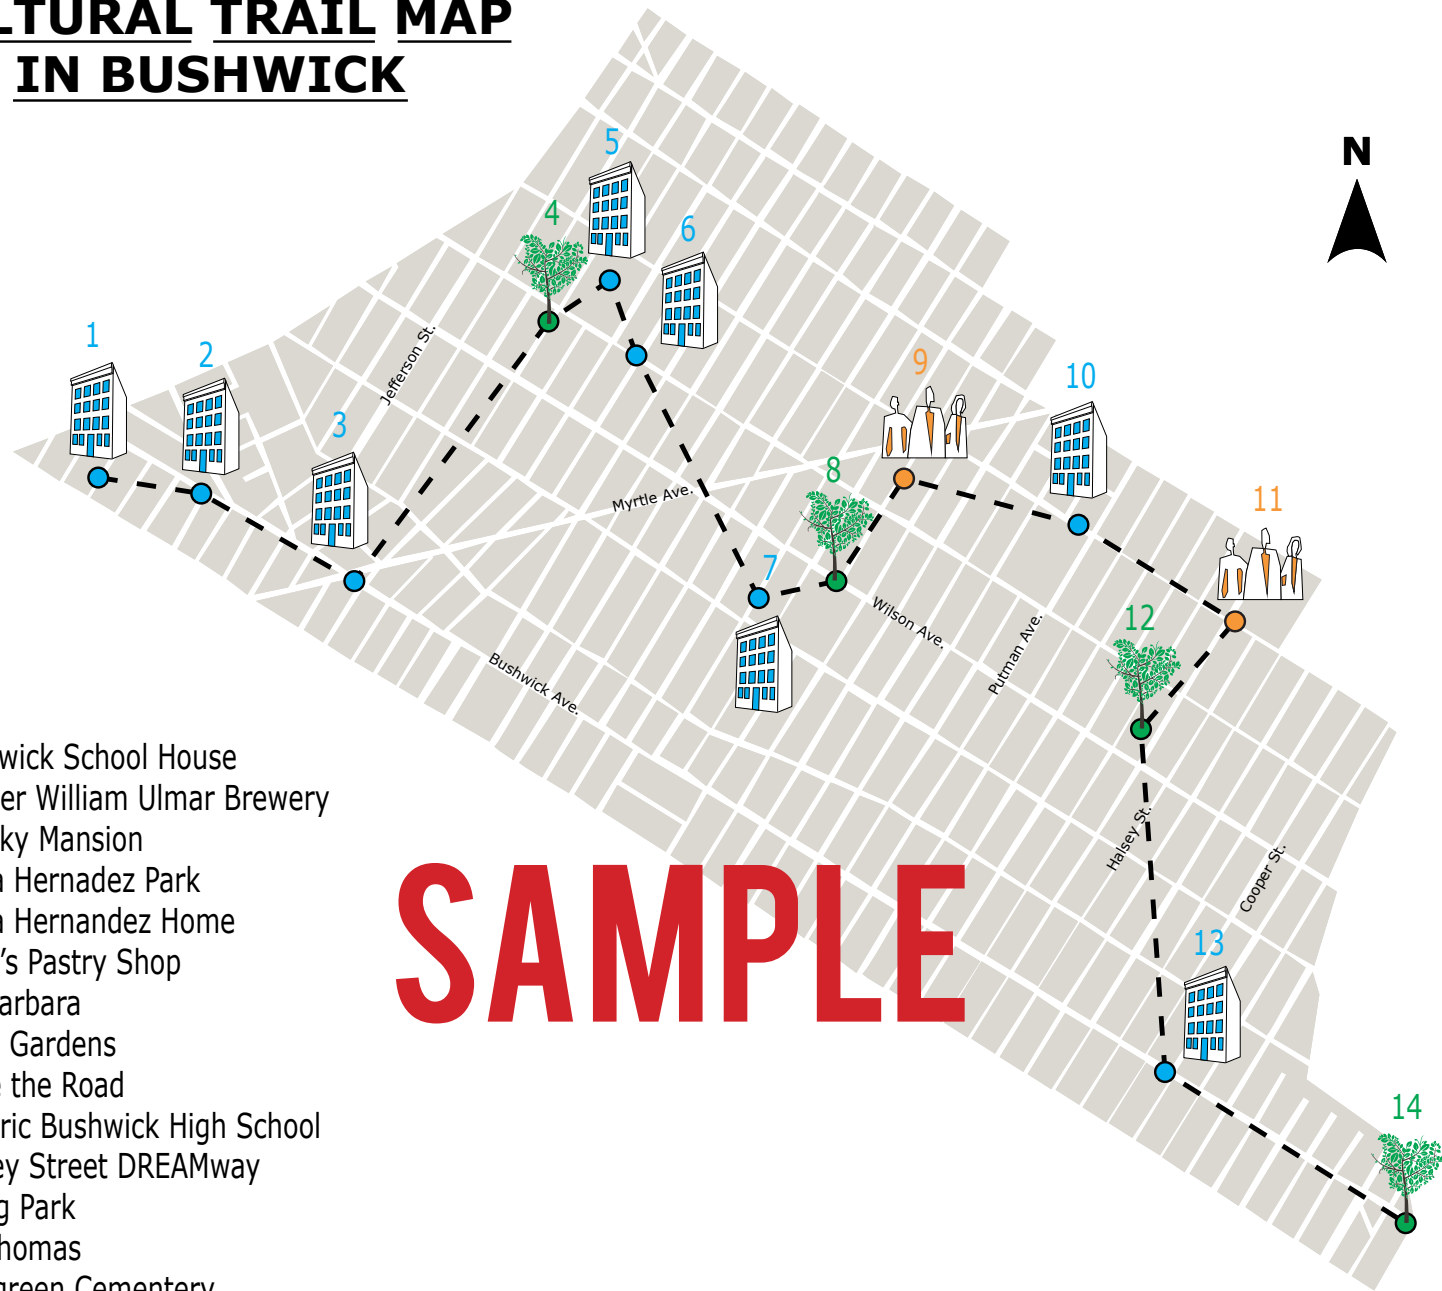 LTURAL TRAIL MAP
IN BUSHWICK
N
5
4
6
1
2
3
Jefferson St.
9
10
8
11
Myrtle Ave.
7
Wilson Ave.
12
Putman Ave.
Bushwick Ave.
Halsey St.
Cooper St.
13
14
wick School House
er William Ulmar Brewery
ky Mansion
a Hernadez Park
a Hernandez Home
’s Pastry Shop
arbara
Gardens
e the Road
ric Bushwick High School
ey Street DREAMway
g Park
homas
green Cementery
SAMPLE